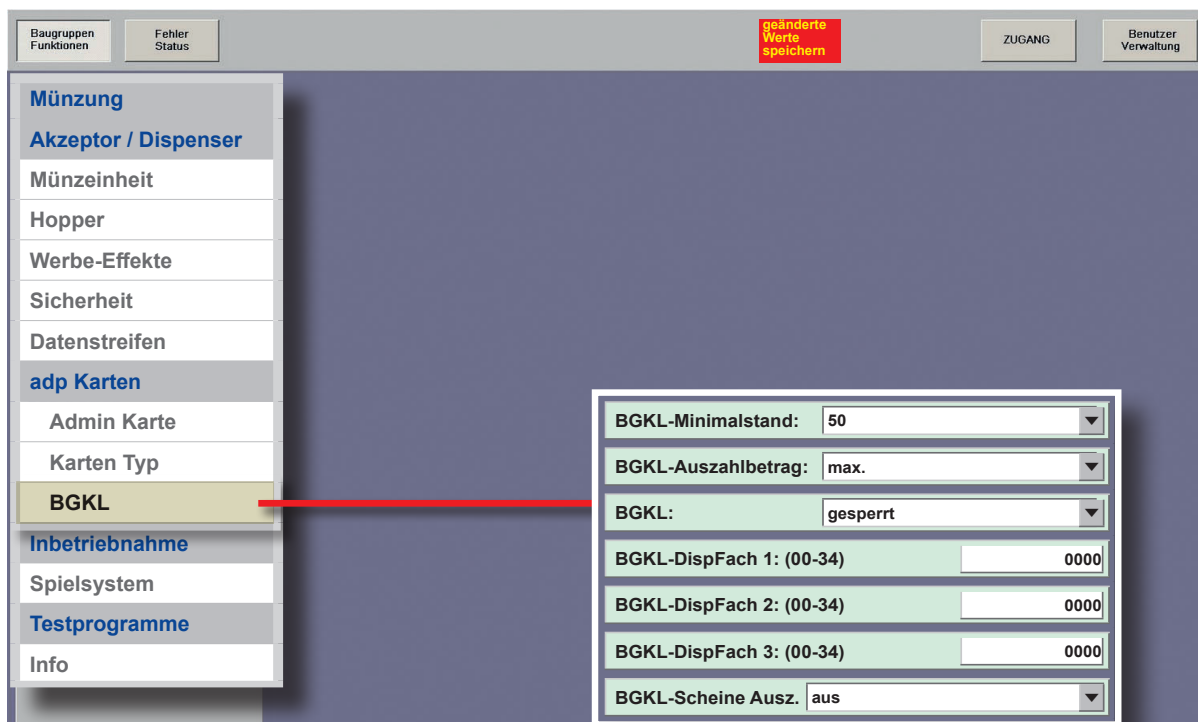 Baugruppen
Funktionen
Fehler
Status
geänderte
Werte
speichern
ZUGANG
Benutzer
Verwaltung
Münzung
Akzeptor / Dispenser
Münzeinheit
Hopper
Werbe-Effekte
Sicherheit
Datenstreifen
adp Karten
Admin Karte
Karten Typ
BGKL
Inbetriebnahme
Spielsystem
Testprogramme
Info
BGKL-Minimalstand: 50
BGKL-Auszahlbetrag: max.
BGKL: gesperrt
BGKL-DispFach 1: (00-34) 0000
BGKL-DispFach 2: (00-34) 0000
BGKL-DispFach 3: (00-34) 0000
BGKL-Scheine Ausz. aus